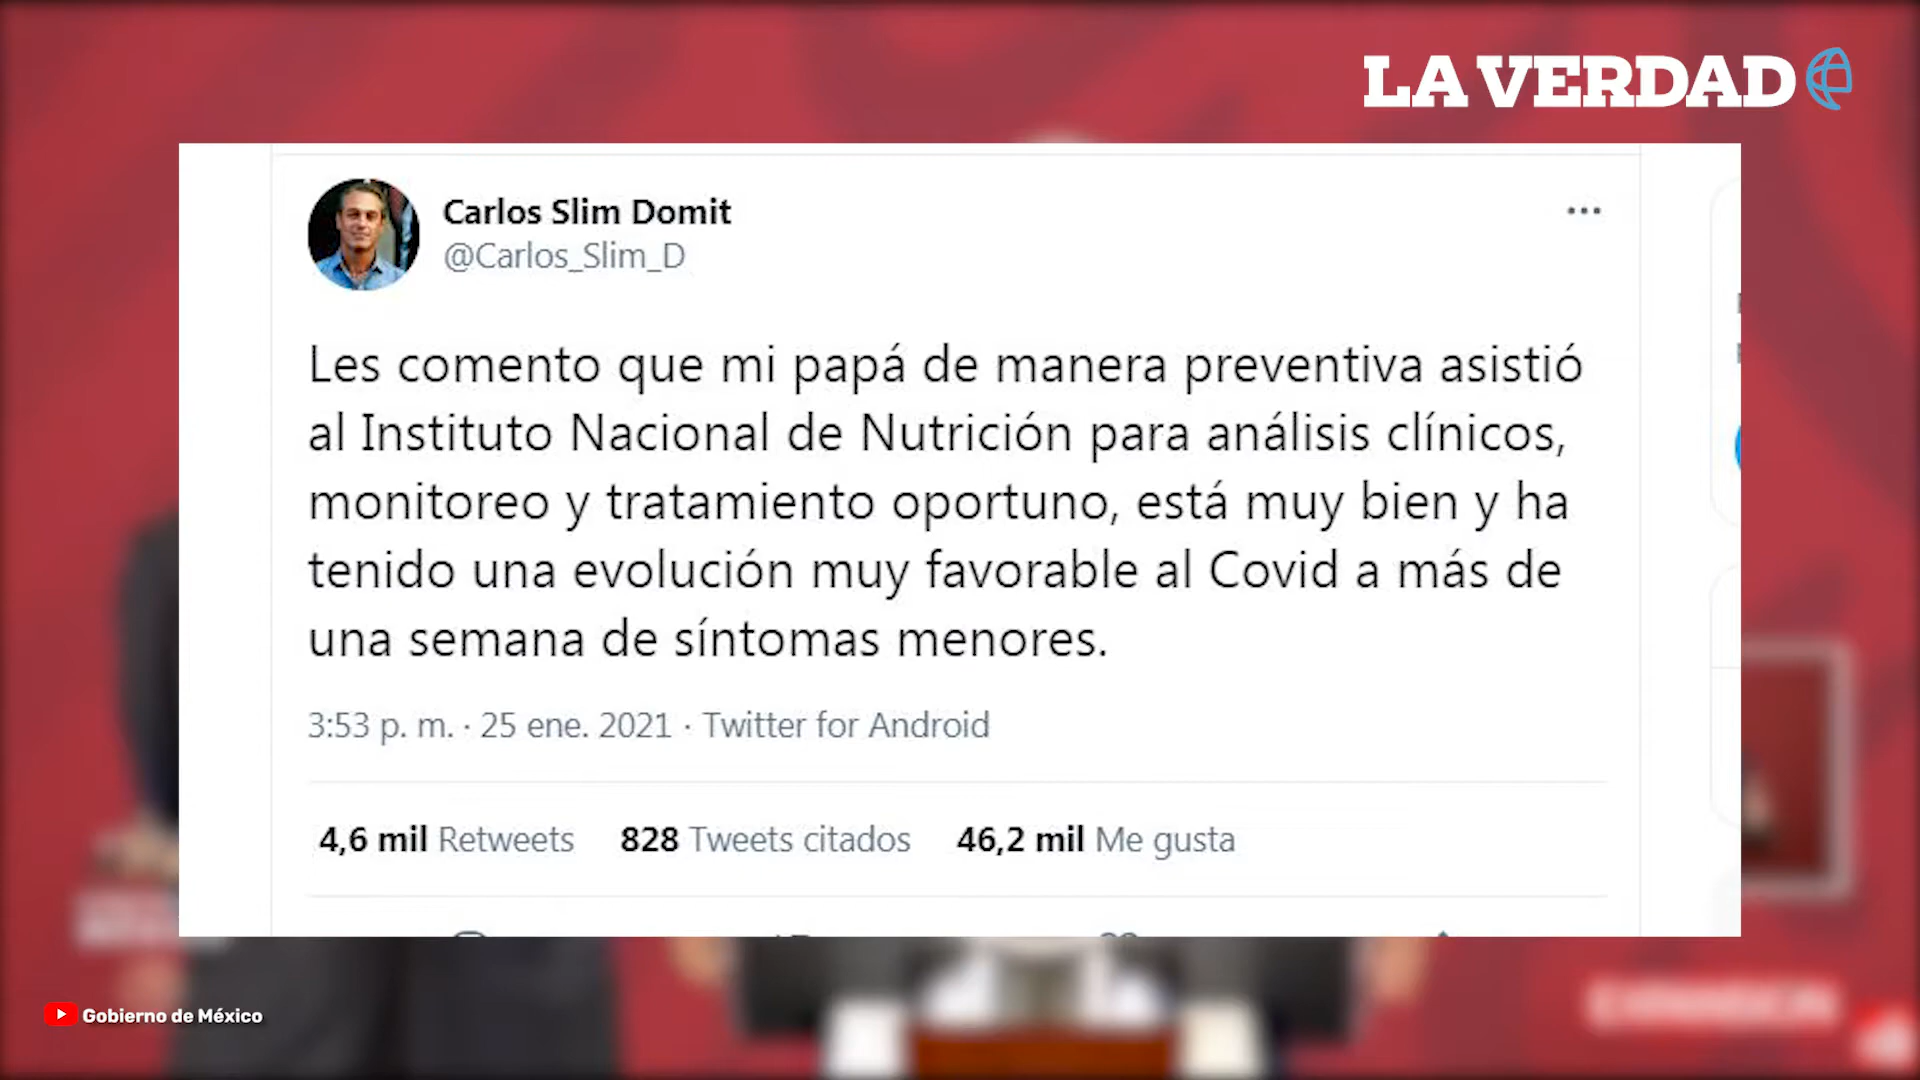 LA VERDAD
Carlos Slim Domit
@Carlos_Slim_D
Les comento que mi papá de manera preventiva asistió
al Instituto Nacional de Nutrición para análisis clínicos,
monitoreo y tratamiento oportuno, está muy bien y ha
tenido una evolución muy favorable al Covid a más de
una semana de síntomas menores.
3:53 p. m. · 25 ene. 2021 · Twitter for Android
4,6 mil Retweets 828 Tweets citados 46,2 mil Me gusta
Gobierno de México